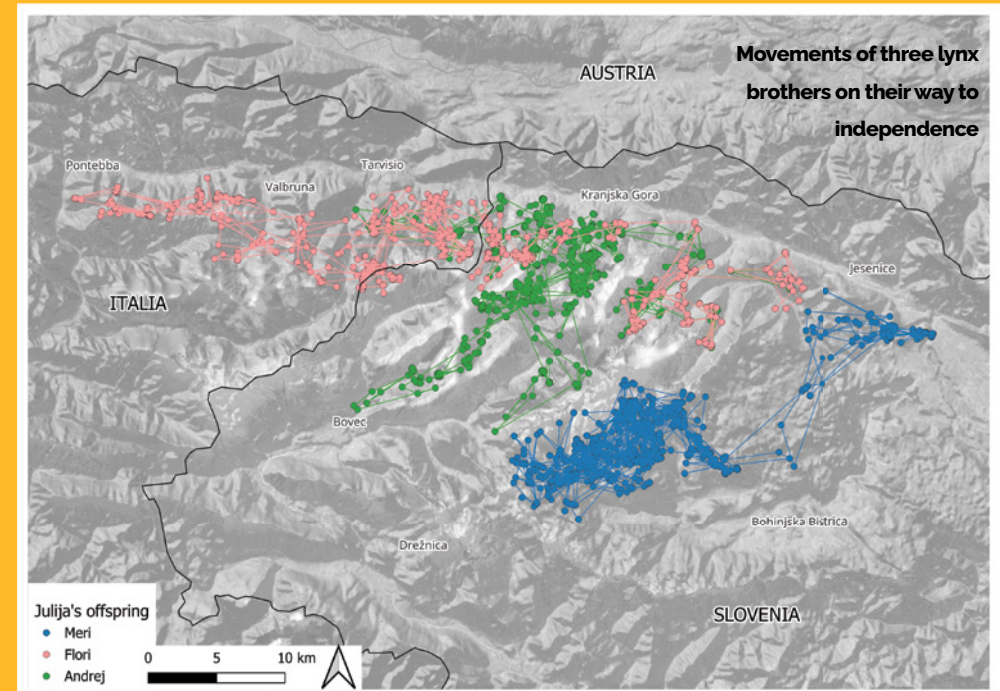 Movements of three lynx
brothers on their way to
independence
AUSTRIA
Pontebba
Tarvisio
Valbruna
Kranjska Gora
Jesenice
ITALIA
Bovec
Bohinjska Bistrica
Drežnica
SLOVENIA
Julija's offspring
Meri
Flori
Andrej
0 5 10 km